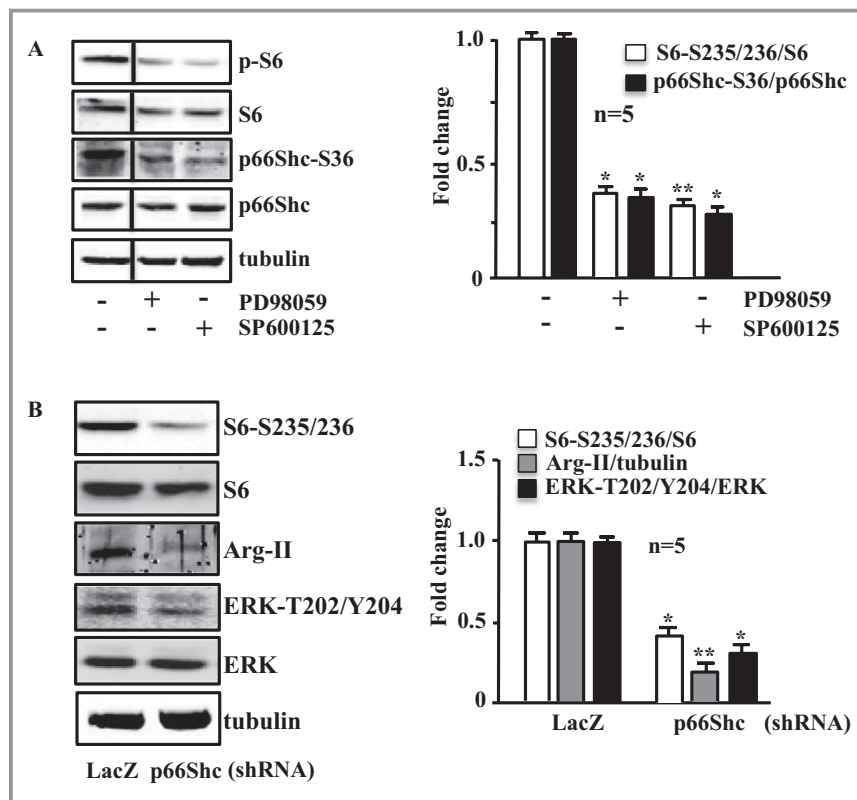 A
p-S6
S6
p66Shc-S36
p66Shc
tubulin
- + - PD98059
- - + SP600125
Fold change
1.0
0.5
0
S6-S235/236/S6
p66Shc-S36/p66Shc
n=5
* * ** *
- + - PD98059
- - + SP600125
B
S6-S235/236
S6
Arg-II
ERK-T202/Y204
ERK
tubulin
LacZ p66Shc (shRNA)
S6-S235/236/S6
Arg-II/tubulin
ERK-T202/Y204/ERK
Fold change
1.5
1.0
0.5
0
n=5
* ** *
LacZ p66Shc (shRNA)